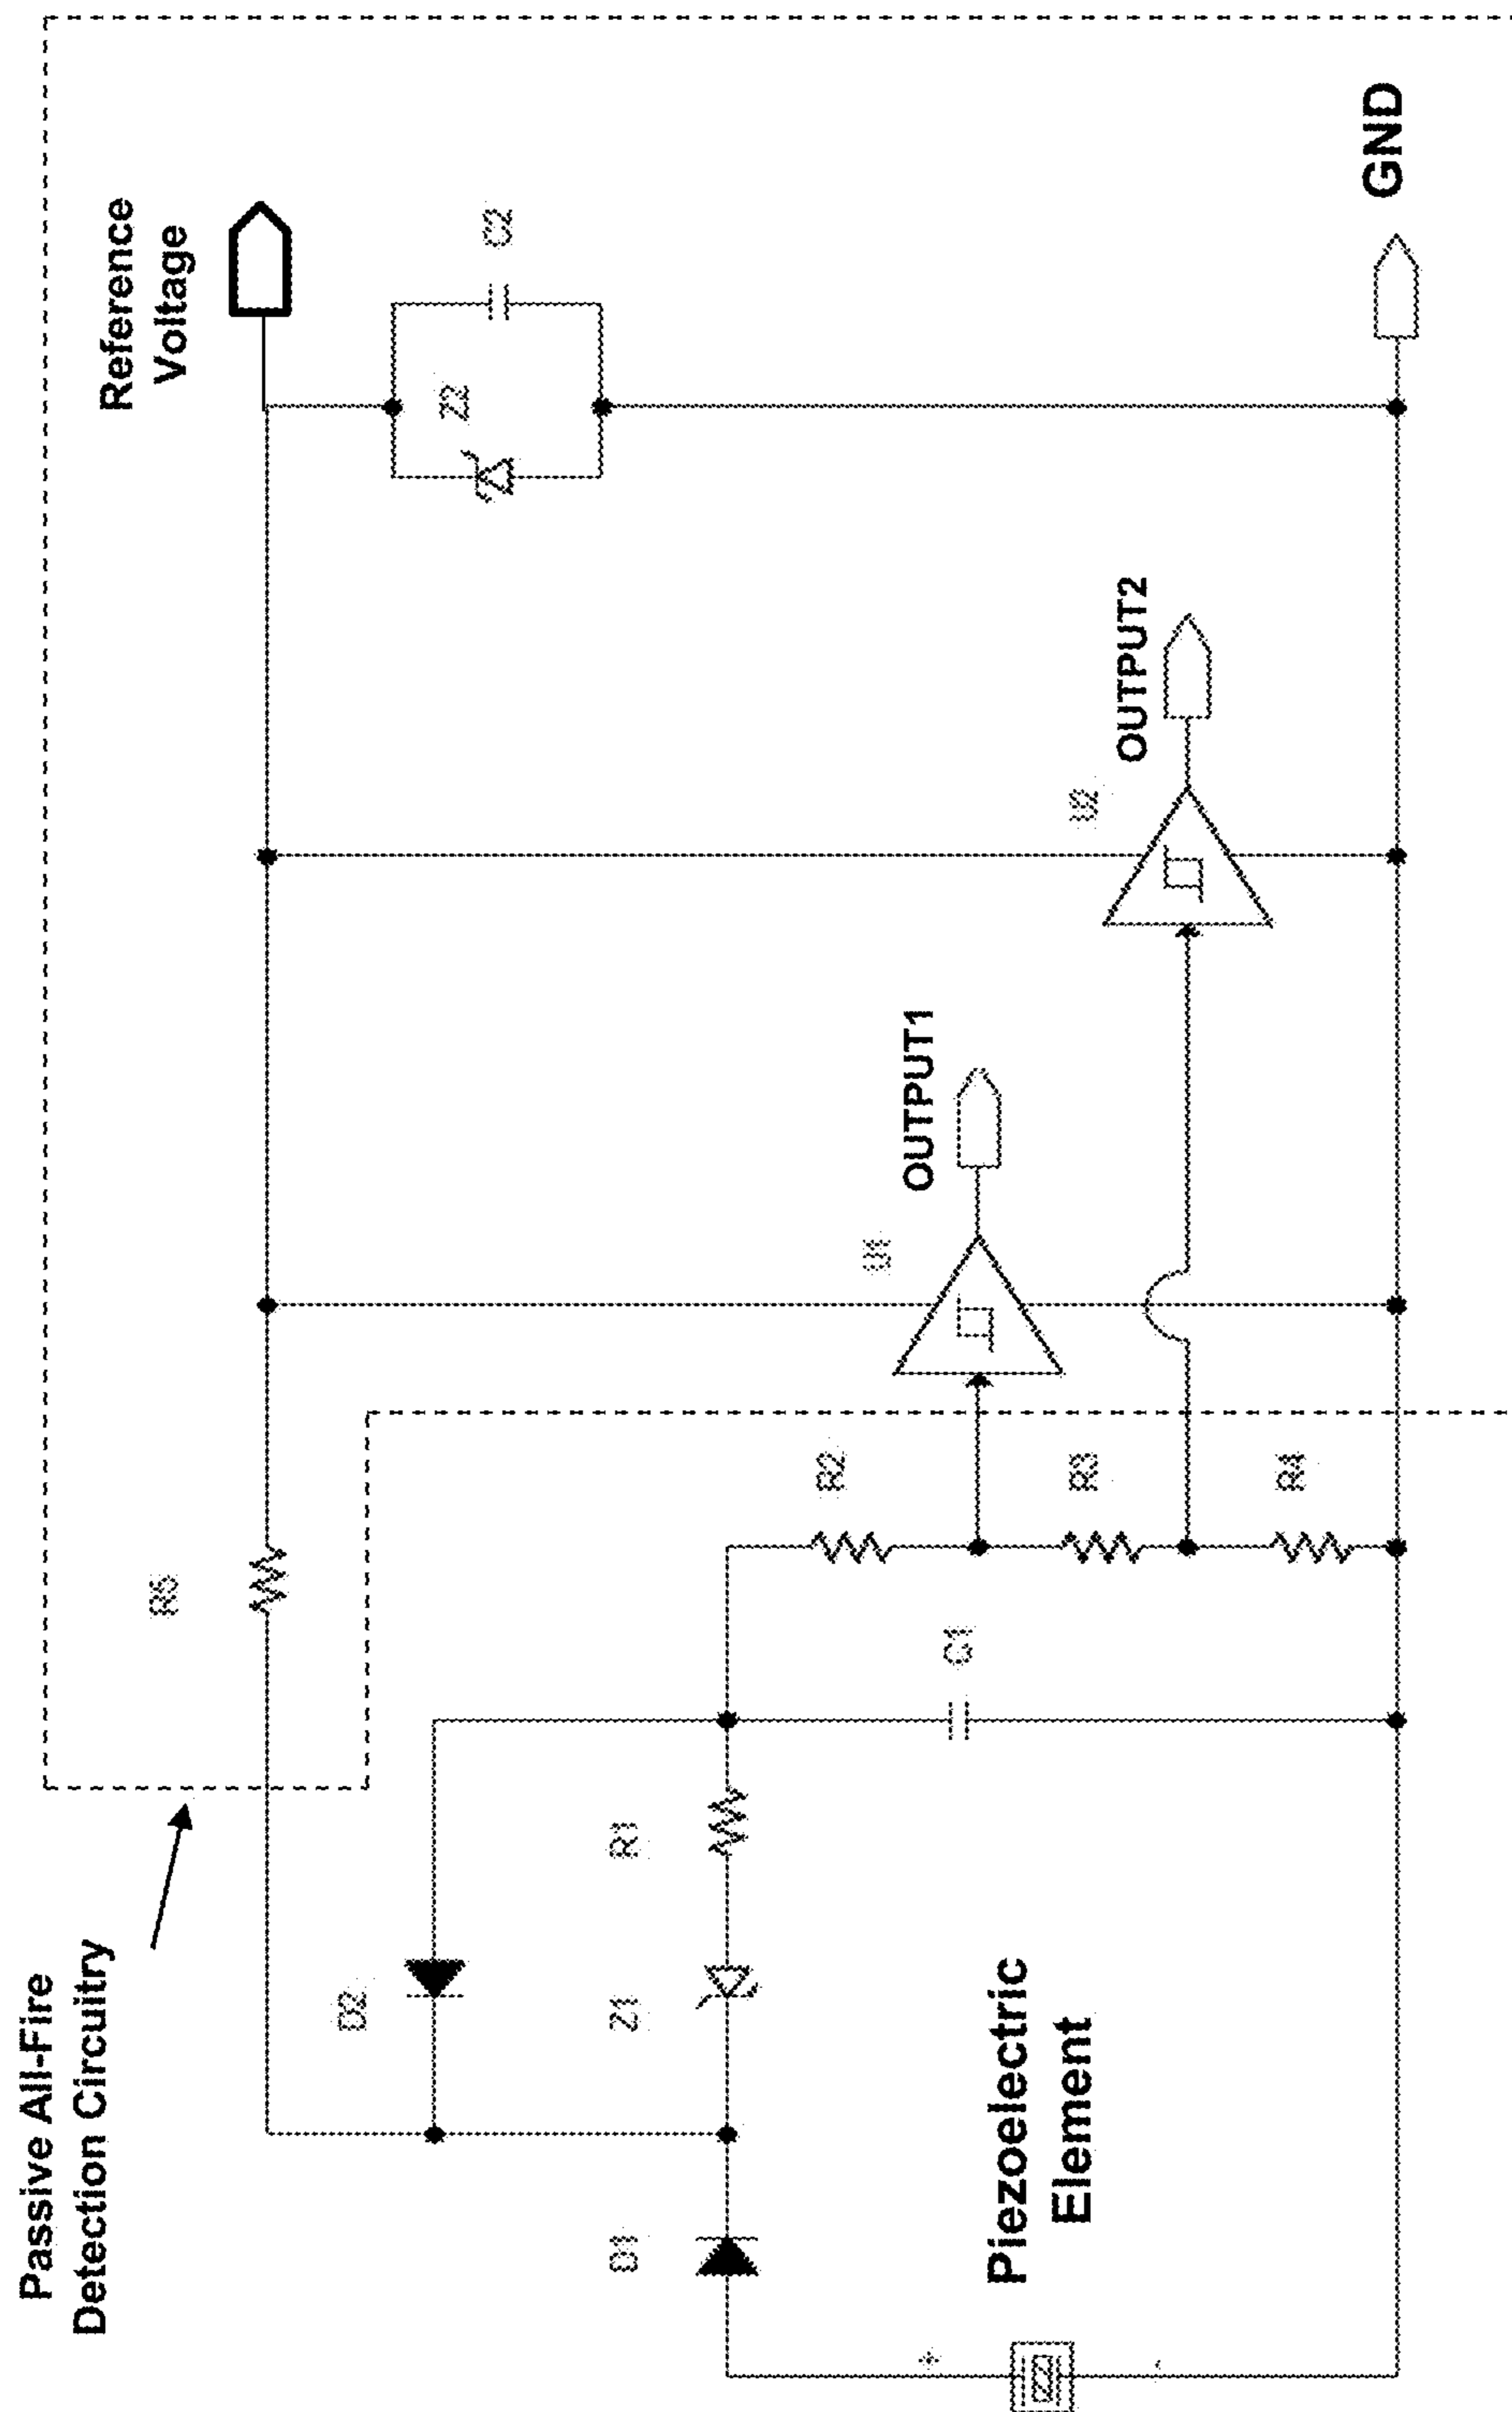 Passive All-Fire
Detection Circuitry
R5
Reference
Voltage
D2
Z2
C2
D1
Z1
R1
R2
U1
OUTPUT1
C1
R3
U2
OUTPUT2
Piezoelectric
Element
R4
+
-
GND